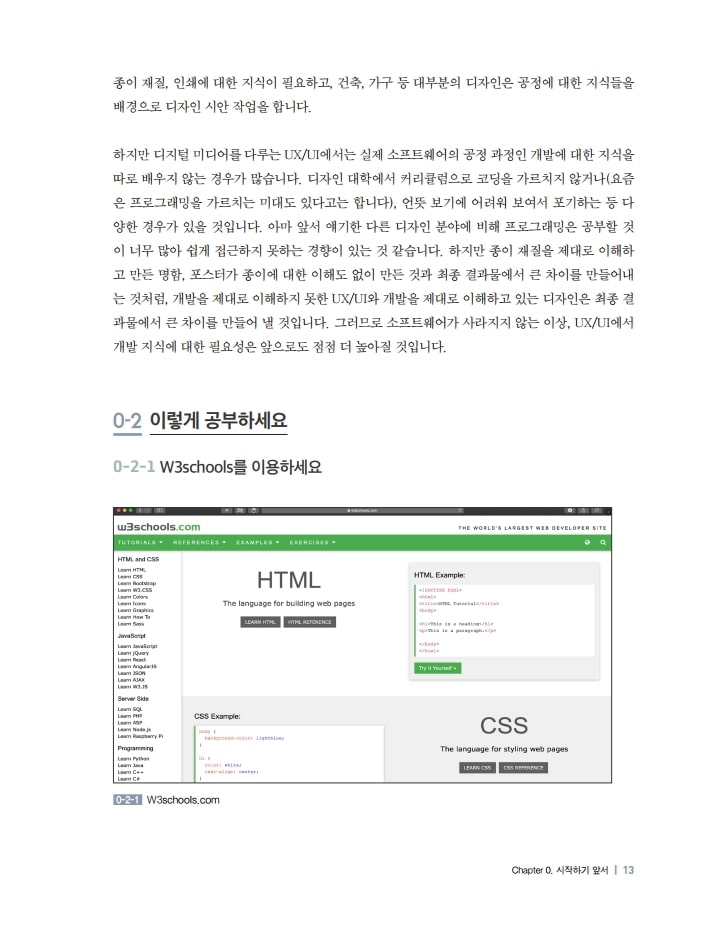 종이 재질, 인쇄에 대한 지식이 필요하고, 건축, 가구 등 대부분의 디자인은 공정에 대한 지식들을
배경으로 디자인 시안 작업을 합니다.
하지만 디지털 미디어를 다루는 UX/UI에서는 실제 소프트웨어의 공정 과정인 개발에 대한 지식을
따로 배우지 않는 경우가 많습니다. 디자인 대학에서 커리큘럼으로 코딩을 가르치지 않거나(요즘
은 프로그래밍을 가르치는 미대도 있다고는 합니다), 언뜻 보기에 어려워 보여서 포기하는 등 다
양한 경우가 있을 것입니다. 아마 앞서 얘기한 다른 디자인 분야에 비해 프로그래밍은 공부할 것
이 너무 많아 쉽게 접근하지 못하는 경향이 있는 것 같습니다. 하지만 종이 재질을 제대로 이해하
고 만든 명함, 포스터가 종이에 대한 이해도 없이 만든 것과 최종 결과물에서 큰 차이를 만들어내
는 것처럼, 개발을 제대로 이해하지 못한 UX/UI와 개발을 제대로 이해하고 있는 디자인은 최종 결
과물에서 큰 차이를 만들어 낼 것입니다. 그러므로 소프트웨어가 사라지지 않는 이상, UX/UI에서
개발 지식에 대한 필요성은 앞으로도 점점 더 높아질 것입니다.
0-2 이렇게 공부하세요
0-2-1 W3schools를 이용하세요
w3schools.com
THE WORLD'S LARGEST WEB DEVELOPER SITE
TUTORIALS REFERENCES EXAMPLES EXERCISES
HTML and CSS
Learn HTML
Learn CSS
Learn Bootstrap
Learn W3.CSS
Learn Colors
Learn Icons
Learn Graphics
Learn How To
Learn Sass
JavaScript
Learn JavaScript
Learn jQuery
Learn React
Learn AngularJS
Learn JSON
Learn AJAX
Learn W3.JS
Server Side
Learn SQL
Learn PHP
Learn ASP
Learn Node.js
Learn Raspberry Pi
Programming
Learn Python
Learn Java
Learn C++
Learn C#
HTML
The language for building web pages
LEARN HTML HTML REFERENCE
HTML Example:
<!DOCTYPE html>
<html>
<title>HTML Tutorial</title>
<body>
<h1>This is a heading</h1>
<p>This is a paragraph.</p>
</body>
</html>
Try it Yourself »
CSS Example:
body {
background-color: lightblue;
}
h1 {
color: white;
text-align: center;
}
CSS
The language for styling web pages
LEARN CSS CSS REFERENCE
0-2-1 W3schools.com
Chapter 0. 시작하기 앞서 | 13